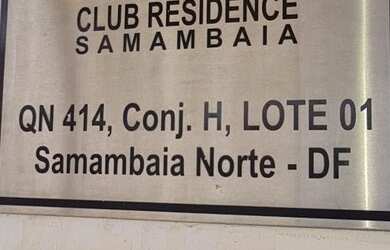 CLUB RESIDENCE
SAMAMBAIA
QN 414, Conj. H, LOTE 01
Samambaia Norte - DF